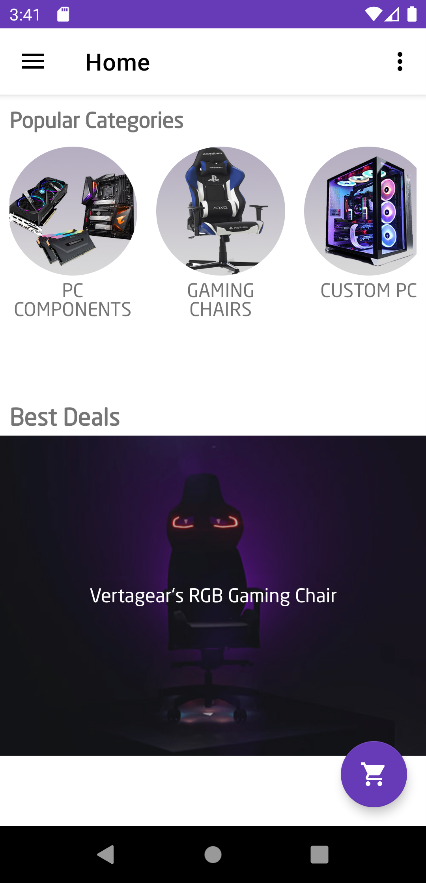 3:41
Home
Popular Categories
PC
COMPONENTS
GAMING
CHAIRS
CUSTOM PC
Best Deals
Vertagear's RGB Gaming Chair